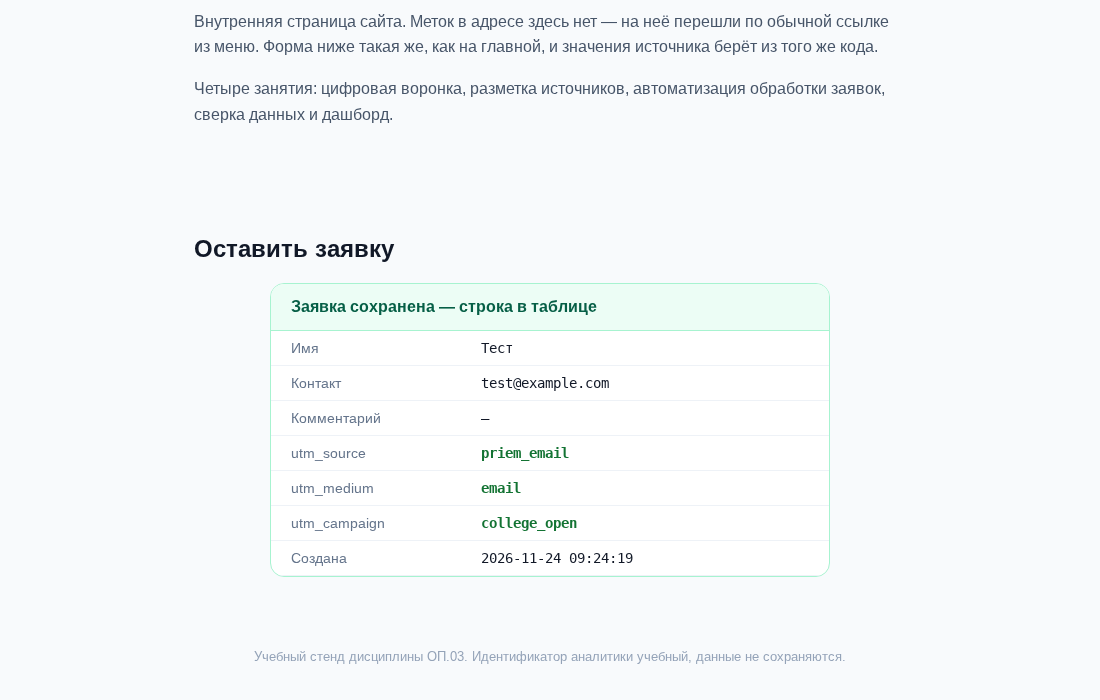 Внутренняя страница сайта. Меток в адресе здесь нет — на неё перешли по обычной ссылке
из меню. Форма ниже такая же, как на главной, и значения источника берёт из того же кода.
Четыре занятия: цифровая воронка, разметка источников, автоматизация обработки заявок,
сверка данных и дашборд.
Оставить заявку
Заявка сохранена — строка в таблице
Имя Тест
Контакт test@example.com
Комментарий —
utm_source priem_email
utm_medium email
utm_campaign college_open
Создана 2026-11-24 09:24:19
Учебный стенд дисциплины ОП.03. Идентификатор аналитики учебный, данные не сохраняются.